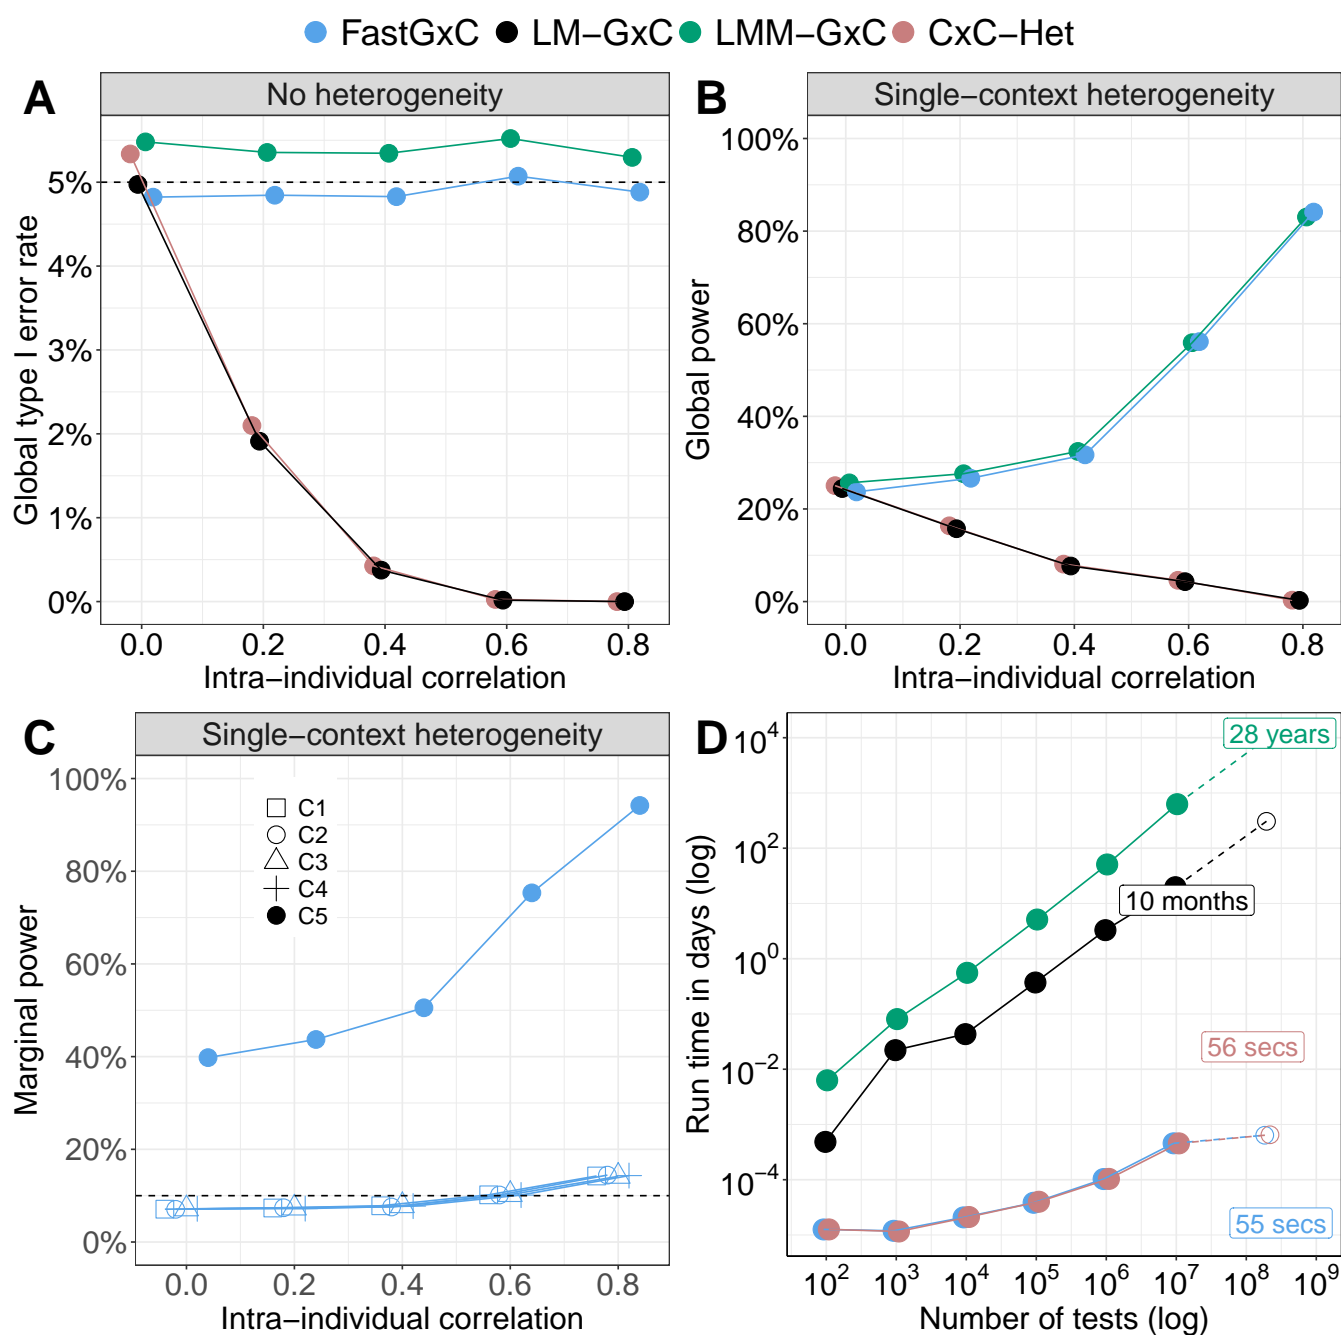 FastGxC LM−GxC LMM−GxC CxC−Het
A
No heterogeneity
Global type I error rate
5%
4%
3%
2%
1%
0%
0.0 0.2 0.4 0.6 0.8
Intra−individual correlation
B
Single−context heterogeneity
Global power
100%
80%
60%
40%
20%
0%
0.0 0.2 0.4 0.6 0.8
Intra−individual correlation
C
Single−context heterogeneity
Marginal power
100%
80%
60%
40%
20%
0%
C1
C2
C3
C4
C5
0.0 0.2 0.4 0.6 0.8
Intra−individual correlation
D
Run time in days (log)
10^4
10^2
10^0
10^−2
10^−4
28 years
10 months
56 secs
55 secs
10^2 10^3 10^4 10^5 10^6 10^7 10^8 10^9
Number of tests (log)